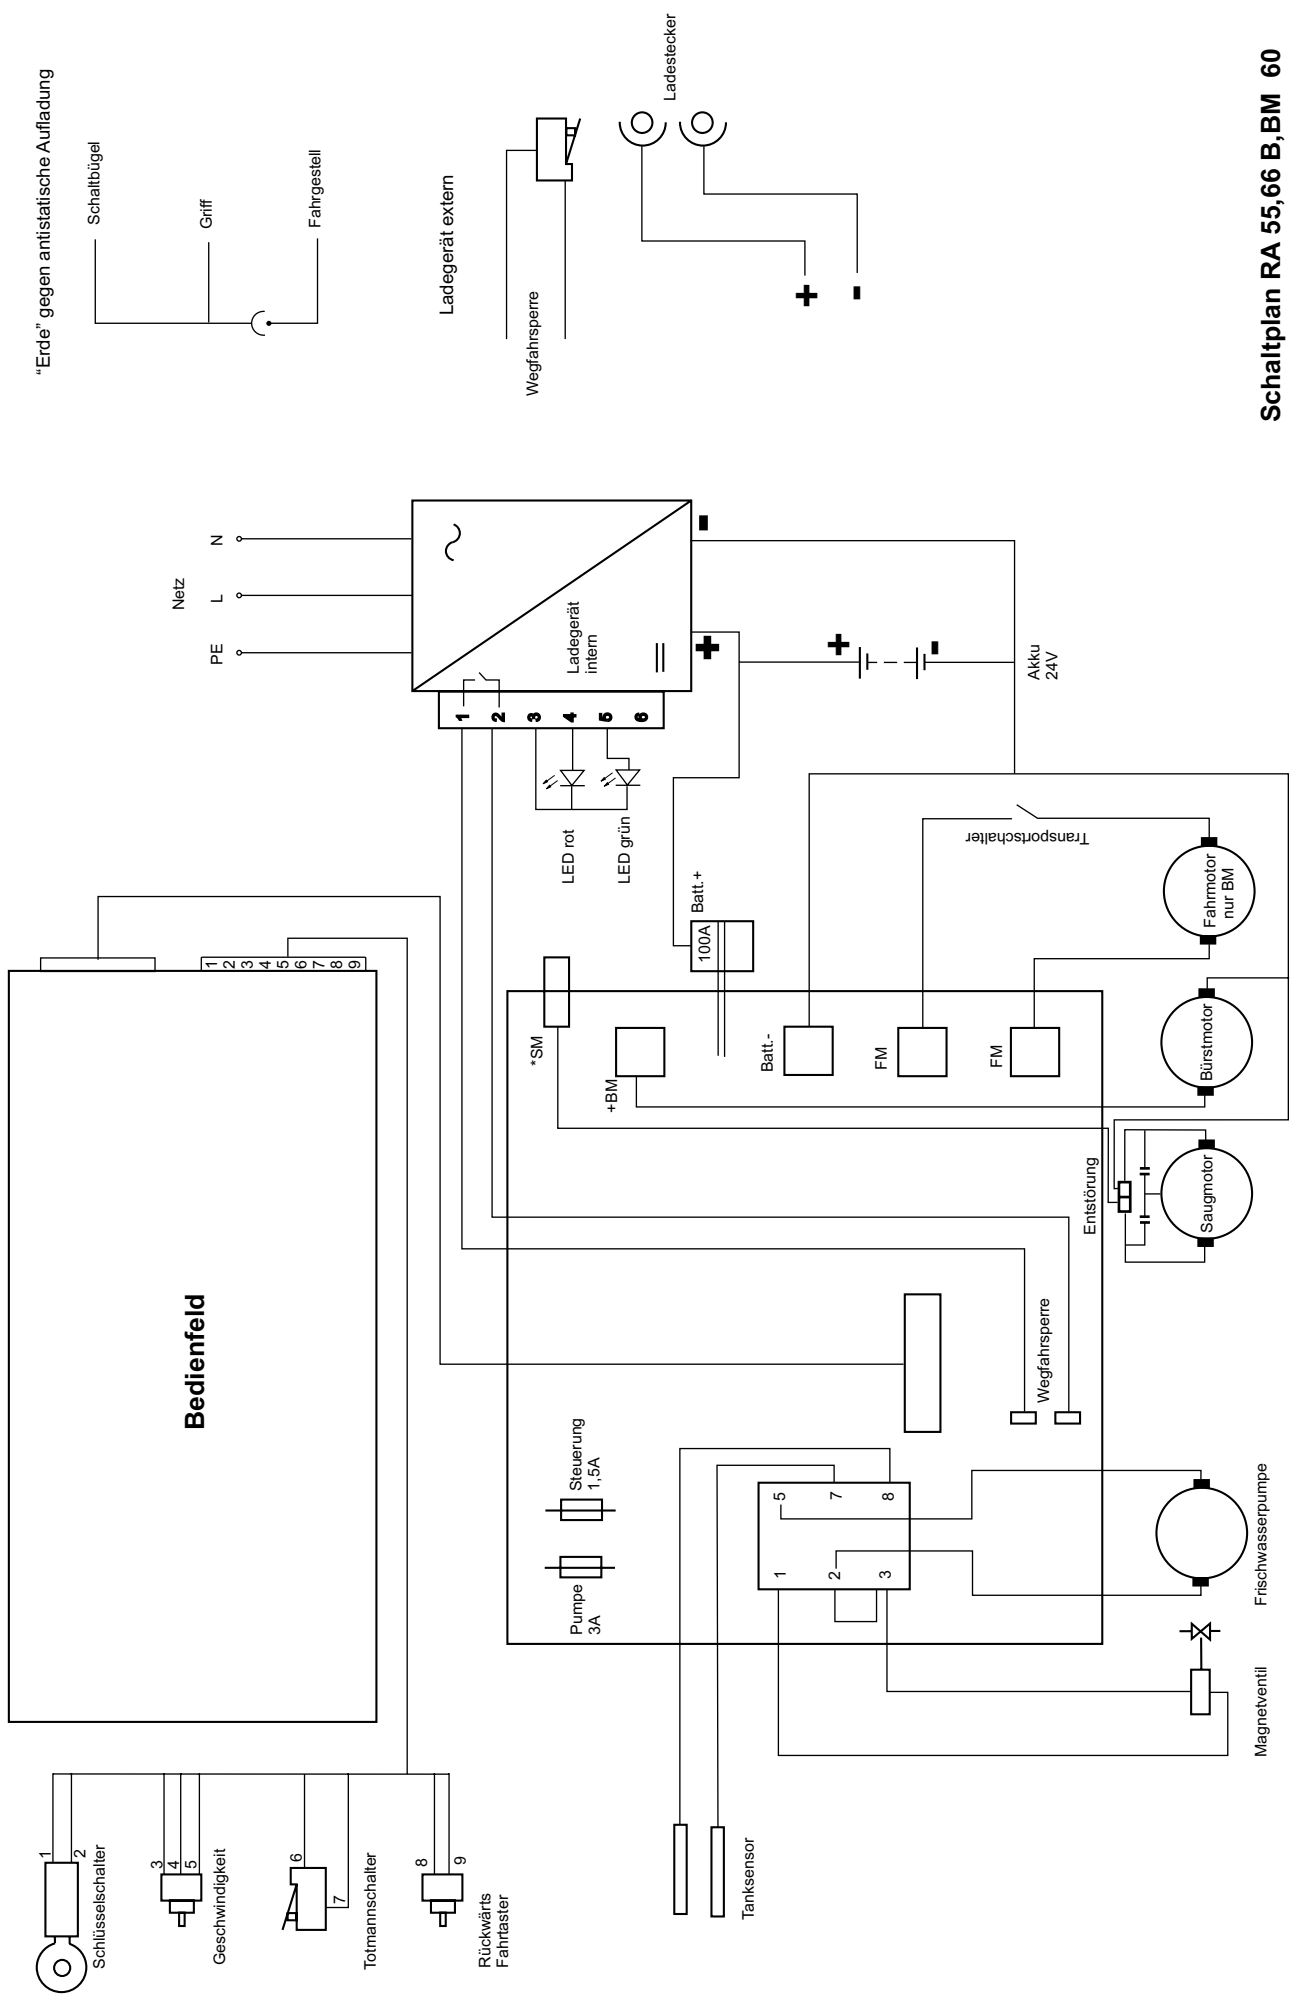 Schlüsselschalter
1
2
Geschwindigkeit
3
4
5
Totmannschalter
6
7
Rückwärts
Fahrtaster
8
9
Bedienfeld
1
2
3
4
5
6
7
8
9
"Erde" gegen antistatische Aufladung
Schaltbügel
Griff
Fahrgestell
Netz
PE
L
N
Ladegerät
intern
1
2
3
4
5
6
LED rot
LED grün
Ladegerät extern
Wegfahrsperre
Ladestecker
+
-
+
-
+
-
Akku
24V
Tanksensor
Pumpe
3A
Steuerung
1,5A
1
2
3
5
7
8
Wegfahrsperre
*SM
+BM
100A
Batt.+
Batt.-
FM
FM
Transportschalter
Entstörung
Magnetventil
Frischwasserpumpe
Saugmotor
Bürstmotor
Fahrmotor
nur BM
Schaltplan RA 55,66 B,BM 60